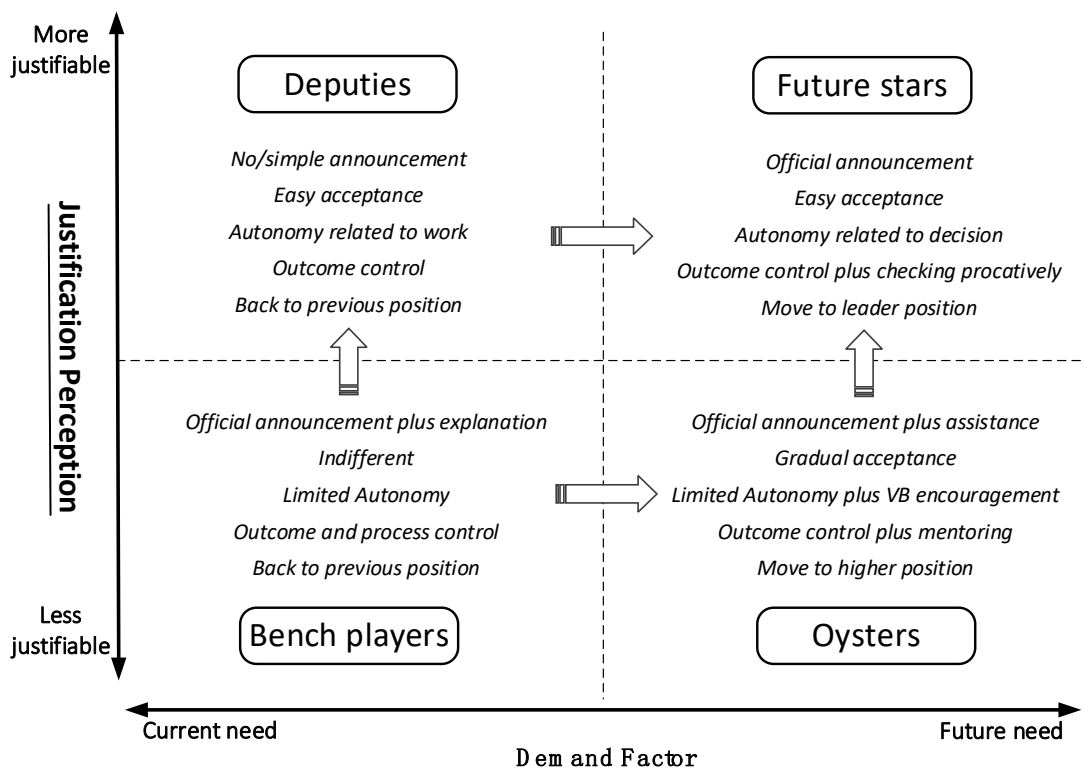 More
justifiable
Deputies
No/simple announcement
Easy acceptance
Autonomy related to work
Outcome control
Back to previous position
Future stars
Official announcement
Easy acceptance
Autonomy related to decision
Outcome control plus checking procatively
Move to leader position
Justification Perception
Official announcement plus explanation
Indifferent
Limited Autonomy
Outcome and process control
Back to previous position
Bench players
Official announcement plus assistance
Gradual acceptance
Limited Autonomy plus VB encouragement
Outcome control plus mentoring
Move to higher position
Oysters
Less
justifiable
Current need
Future need
Demand Factor